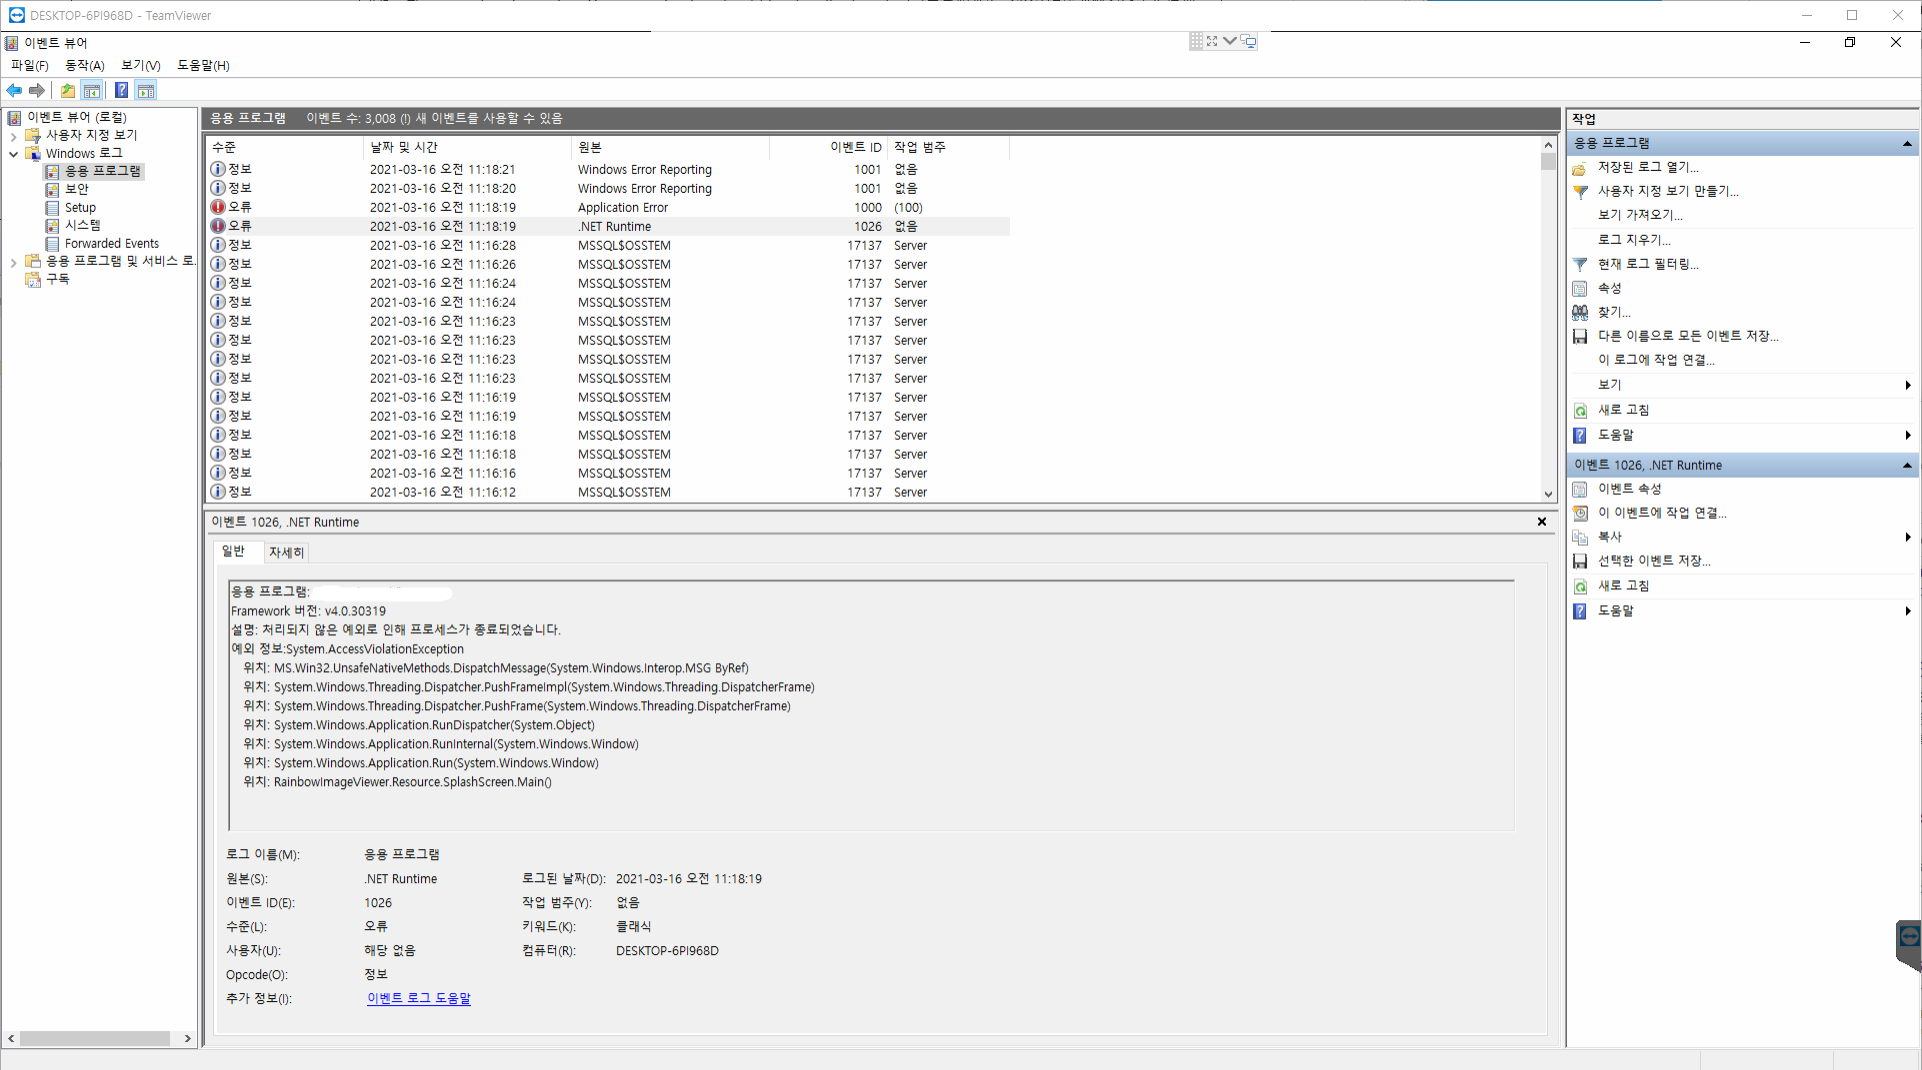 DESKTOP-6PI968D - TeamViewer
이벤트 뷰어
파일(F) 동작(A) 보기(V) 도움말(H)
이벤트 뷰어 (로컬)
사용자 지정 보기
Windows 로그
응용 프로그램
보안
Setup
시스템
Forwarded Events
응용 프로그램 및 서비스 로.
구독
응용 프로그램 이벤트 수: 3,008 (!) 새 이벤트를 사용할 수 있음
수준 날짜 및 시간 원본 이벤트 ID 작업 범주
정보 2021-03-16 오전 11:18:21 Windows Error Reporting 1001 없음
정보 2021-03-16 오전 11:18:20 Windows Error Reporting 1001 없음
오류 2021-03-16 오전 11:18:19 Application Error 1000 (100)
오류 2021-03-16 오전 11:18:19 .NET Runtime 1026 없음
정보 2021-03-16 오전 11:16:28 MSSQL$OSSTEM 17137 Server
정보 2021-03-16 오전 11:16:26 MSSQL$OSSTEM 17137 Server
정보 2021-03-16 오전 11:16:24 MSSQL$OSSTEM 17137 Server
정보 2021-03-16 오전 11:16:24 MSSQL$OSSTEM 17137 Server
정보 2021-03-16 오전 11:16:23 MSSQL$OSSTEM 17137 Server
정보 2021-03-16 오전 11:16:23 MSSQL$OSSTEM 17137 Server
정보 2021-03-16 오전 11:16:23 MSSQL$OSSTEM 17137 Server
정보 2021-03-16 오전 11:16:23 MSSQL$OSSTEM 17137 Server
정보 2021-03-16 오전 11:16:19 MSSQL$OSSTEM 17137 Server
정보 2021-03-16 오전 11:16:19 MSSQL$OSSTEM 17137 Server
정보 2021-03-16 오전 11:16:18 MSSQL$OSSTEM 17137 Server
정보 2021-03-16 오전 11:16:18 MSSQL$OSSTEM 17137 Server
정보 2021-03-16 오전 11:16:16 MSSQL$OSSTEM 17137 Server
정보 2021-03-16 오전 11:16:12 MSSQL$OSSTEM 17137 Server
이벤트 1026, .NET Runtime
일반 자세히
응용 프로그램:
Framework 버전: v4.0.30319
설명: 처리되지 않은 예외로 인해 프로세스가 종료되었습니다.
예외 정보:System.AccessViolationException
위치: MS.Win32.UnsafeNativeMethods.DispatchMessage(System.Windows.Interop.MSG ByRef)
위치: System.Windows.Threading.Dispatcher.PushFrameImpl(System.Windows.Threading.DispatcherFrame)
위치: System.Windows.Threading.Dispatcher.PushFrame(System.Windows.Threading.DispatcherFrame)
위치: System.Windows.Application.RunDispatcher(System.Object)
위치: System.Windows.Application.RunInternal(System.Windows.Window)
위치: System.Windows.Application.Run(System.Windows.Window)
위치: RainbowImageViewer.Resource.SplashScreen.Main()
로그 이름(M): 응용 프로그램
원본(S): .NET Runtime 로그된 날짜(D): 2021-03-16 오전 11:18:19
이벤트 ID(E): 1026 작업 범주(Y): 없음
수준(L): 오류 키워드(K): 클래식
사용자(U): 해당 없음 컴퓨터(R): DESKTOP-6PI968D
Opcode(O): 정보
추가 정보(I): 이벤트 로그 도움말
작업
응용 프로그램
저장된 로그 열기...
사용자 지정 보기 만들기...
보기 가져오기...
로그 지우기...
현재 로그 필터링...
속성
찾기...
다른 이름으로 모든 이벤트 저장...
이 로그에 작업 연결...
보기
새로 고침
도움말
이벤트 1026, .NET Runtime
이벤트 속성
이 이벤트에 작업 연결...
복사
선택한 이벤트 저장...
새로 고침
도움말